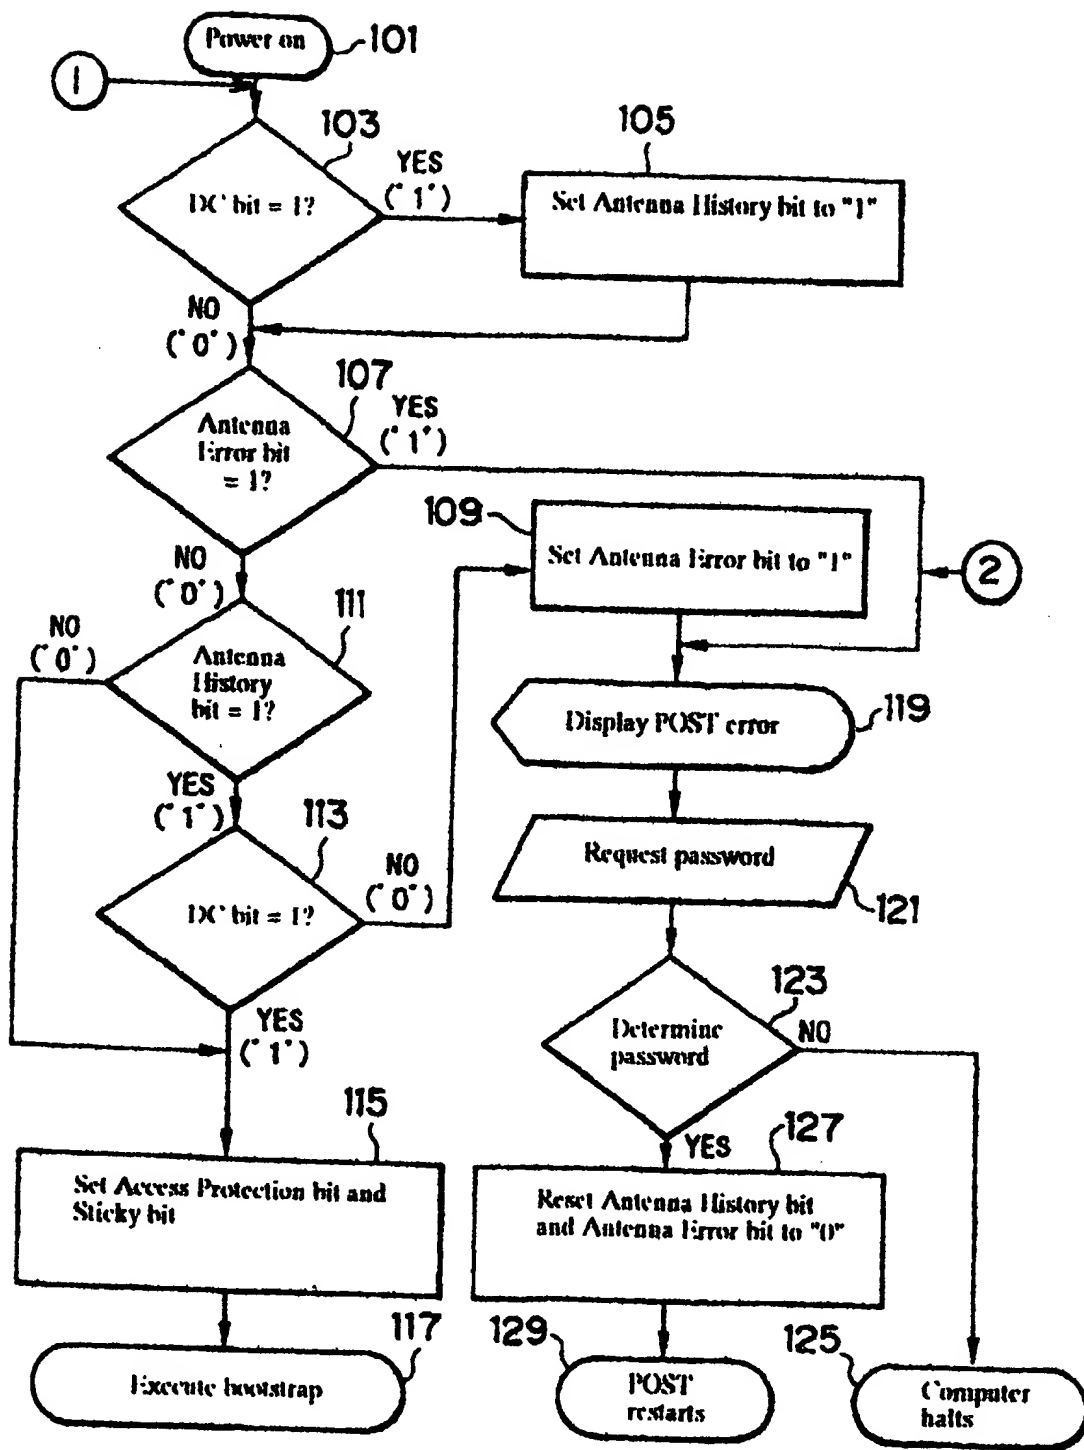 Power on
101
1
103
DC bit = 1?
YES
("1")
105
Set Antenna History bit to "1"
NO
("0")
107
Antenna
Error bit
= 1?
YES
("1")
109
Set Antenna Error bit to "1"
2
NO
("0")
111
NO
("0")
Antenna
History
bit = 1?
Display POST error
119
YES
("1")
113
DC bit = 1?
NO
("0")
Request password
121
YES
("1")
123
Determine
password
NO
115
Set Access Protection bit and
Sticky bit
YES
127
Reset Antenna History bit
and Antenna Error bit to "0"
117
Execute bootstrap
129
POST
restarts
125
Computer
halts